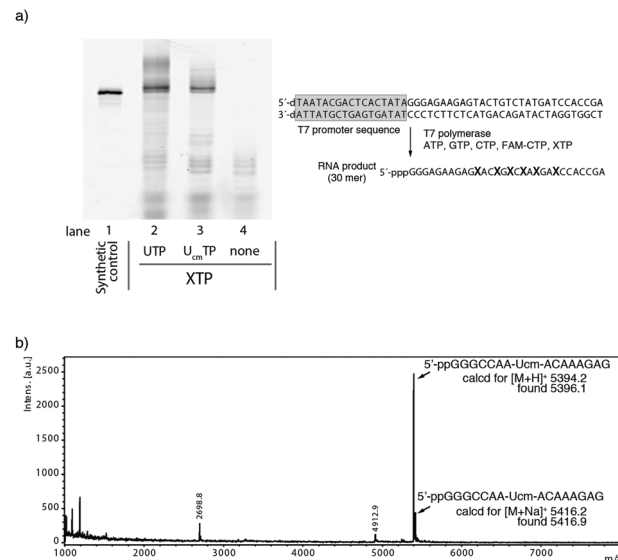 a)
5´-dTAATACGACTCACTATAGGGAGAAGAGTACTGTCTATGATCCACCGA
3´-dATTATGCTGAGTGATATCCCTCTTCTCATGACAGATACTAGGTGGCT
T7 promoter sequence
T7 polymerase
ATP, GTP, CTP, FAM-CTP, XTP
RNA product
(30 mer)
5´-pppGGGAGAAGAGXACXGXCXAXGAXCCACCGA
lane 1 2 3 4
Synthetic
control
UTP UcmTP none
XTP
b)
Intens. [a.u.]
2500
2000
1500
1000
500
0
1000 2000 4000 6000 7000 m/z
2698.8
4912.9
5´-ppGGGCCAA-Ucm-ACAAAGAG
calcd for [M+H]+ 5394.2
found 5396.1
5´-ppGGGCCAA-Ucm-ACAAAGAG
calcd for [M+Na]+ 5416.2
found 5416.9